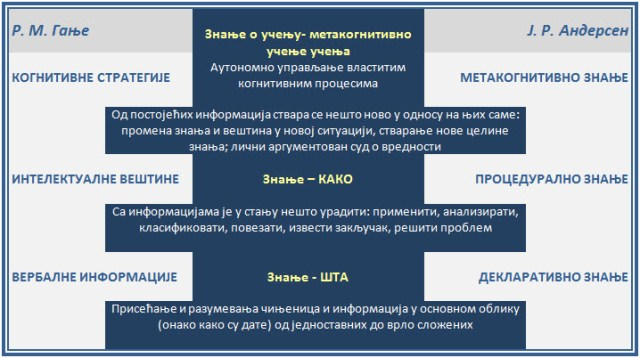 Р. М. Гање
Знање о учењу- метакогнитивно
учење учења
Ј. Р. Андерсен
КОГНИТИВНЕ СТРАТЕГИЈЕ
Аутономно управљање властитим
когнитивним процесима
МЕТАКОГНИТИВНО ЗНАЊЕ
Од постојећих информација ствара се нешто ново у односу на њих саме:
промена знања и вештина у новој ситуацији, стварање нове целине
знања; лични аргументован суд о вредности
ИНТЕЛЕКТУАЛНЕ ВЕШТИНЕ
Знање – КАКО
ПРОЦЕДУРАЛНО ЗНАЊЕ
Са информацијама је у стању нешто урадити: применити, анализирати,
класификовати, повезати, извести закључак, решити проблем
ВЕРБАЛНЕ ИНФОРМАЦИЈЕ
Знање - ШТА
ДЕКЛАРАТИВНО ЗНАЊЕ
Присећање и разумевања чињеница и информација у основном облику
(онако како су дате) од једноставних до врло сложених